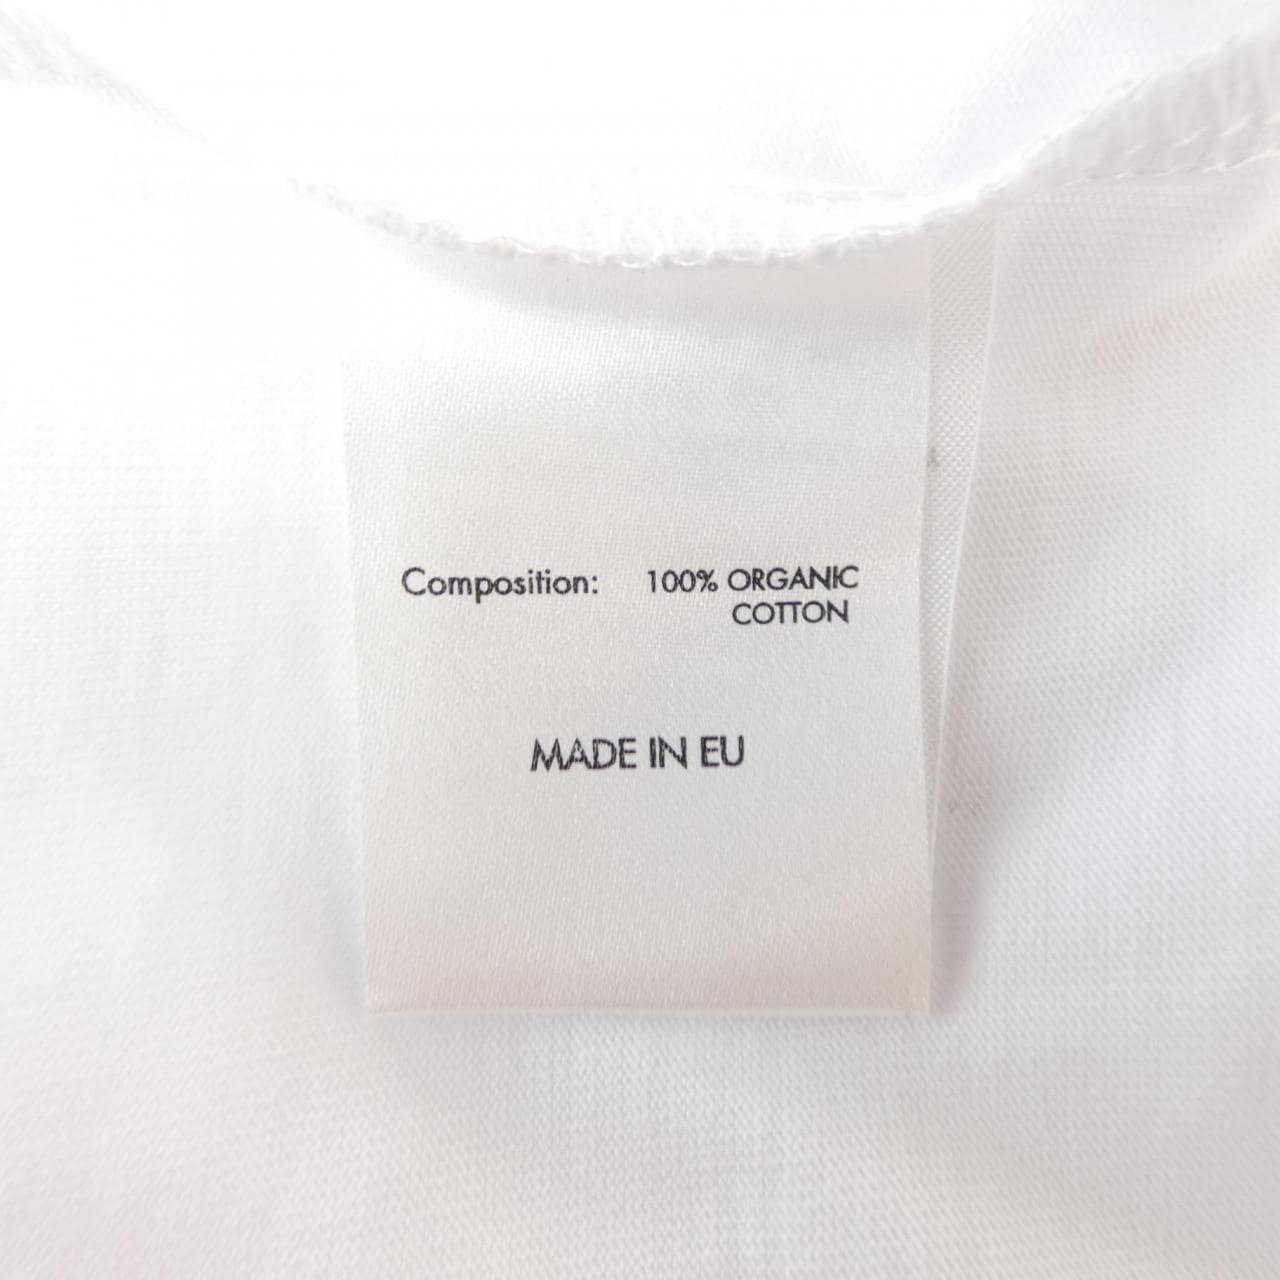 Composition: 100% ORGANIC
COTTON
MADE IN EU